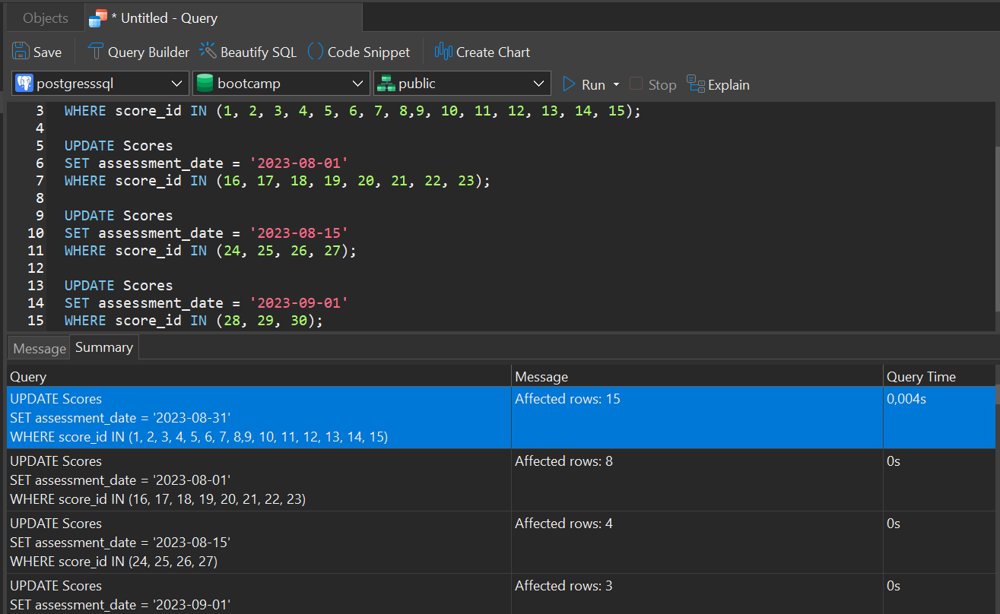 Objects * Untitled - Query
Save Query Builder Beautify SQL () Code Snippet Create Chart
postgresssql bootcamp public Run Stop Explain
3 WHERE score_id IN (1, 2, 3, 4, 5, 6, 7, 8,9, 10, 11, 12, 13, 14, 15);
4
5 UPDATE Scores
6 SET assessment_date = '2023-08-01'
7 WHERE score_id IN (16, 17, 18, 19, 20, 21, 22, 23);
8
9 UPDATE Scores
10 SET assessment_date = '2023-08-15'
11 WHERE score_id IN (24, 25, 26, 27);
12
13 UPDATE Scores
14 SET assessment_date = '2023-09-01'
15 WHERE score_id IN (28, 29, 30);
Message Summary
Query Message Query Time
UPDATE Scores Affected rows: 15 0,004s
SET assessment_date = '2023-08-31'
WHERE score_id IN (1, 2, 3, 4, 5, 6, 7, 8,9, 10, 11, 12, 13, 14, 15)
UPDATE Scores Affected rows: 8 0s
SET assessment_date = '2023-08-01'
WHERE score_id IN (16, 17, 18, 19, 20, 21, 22, 23)
UPDATE Scores Affected rows: 4 0s
SET assessment_date = '2023-08-15'
WHERE score_id IN (24, 25, 26, 27)
UPDATE Scores Affected rows: 3 0s
SET assessment_date = '2023-09-01'